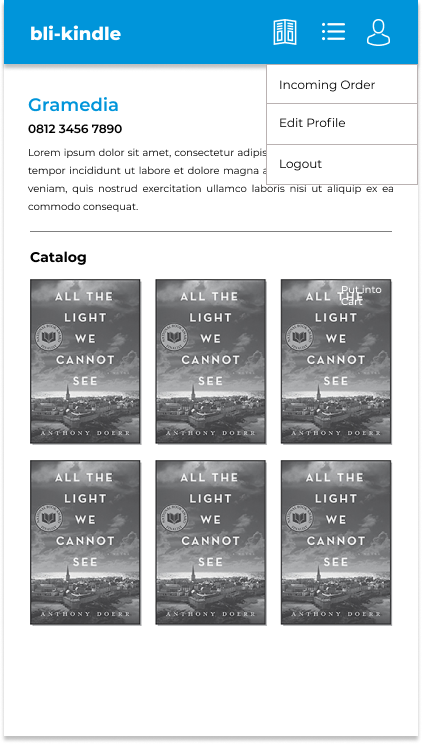 bli-kindle
Incoming Order
Edit Profile
Logout
Gramedia
0812 3456 7890
Lorem ipsum dolor sit amet, consectetur adipis
tempor incididunt ut labore et dolore magna a
veniam, quis nostrud exercitation ullamco laboris nisi ut aliquip ex ea
commodo consequat.
Catalog
ALL THE
LIGHT
WE
CANNOT
SEE
ANTHONY DOERR
ALL THE
LIGHT
WE
CANNOT
SEE
ANTHONY DOERR
Put into
Cart
ALL THE
LIGHT
WE
CANNOT
SEE
ANTHONY DOERR
ALL THE
LIGHT
WE
CANNOT
SEE
ANTHONY DOERR
ALL THE
LIGHT
WE
CANNOT
SEE
ANTHONY DOERR
ALL THE
LIGHT
WE
CANNOT
SEE
ANTHONY DOERR